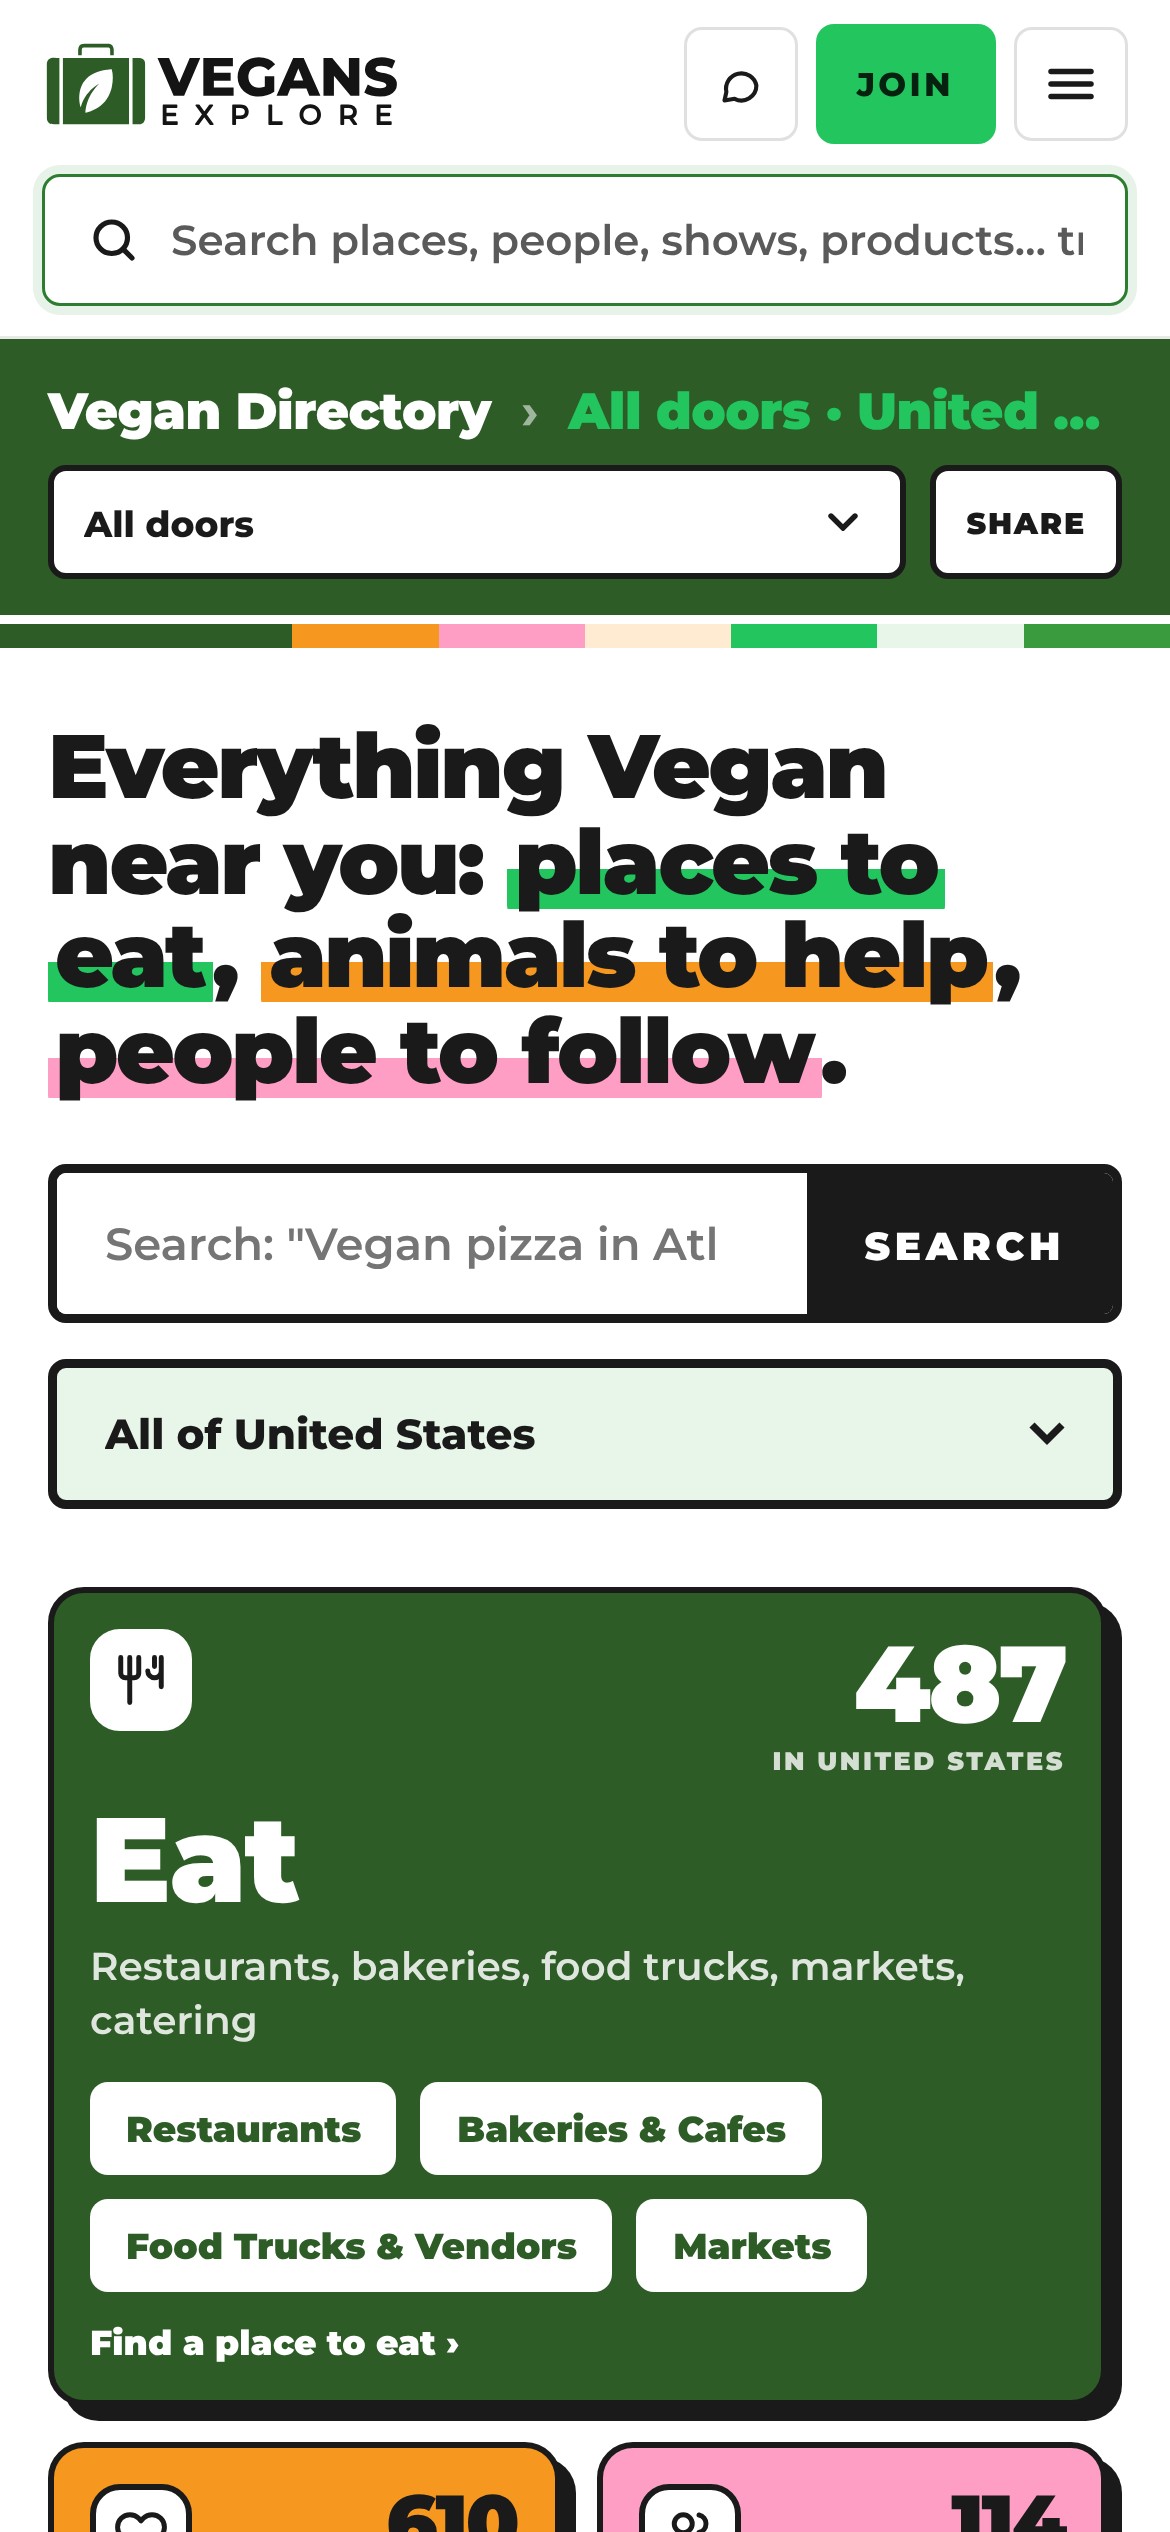 VEGANS
EXPLORE
JOIN
Search places, people, shows, products... tr
Vegan Directory › All doors • United ...
All doors
SHARE
Everything Vegan
near you: places to
eat, animals to help,
people to follow.
Search: "Vegan pizza in Atl
SEARCH
All of United States
487
IN UNITED STATES
Eat
Restaurants, bakeries, food trucks, markets,
catering
Restaurants
Bakeries & Cafes
Food Trucks & Vendors
Markets
Find a place to eat ›
610
114